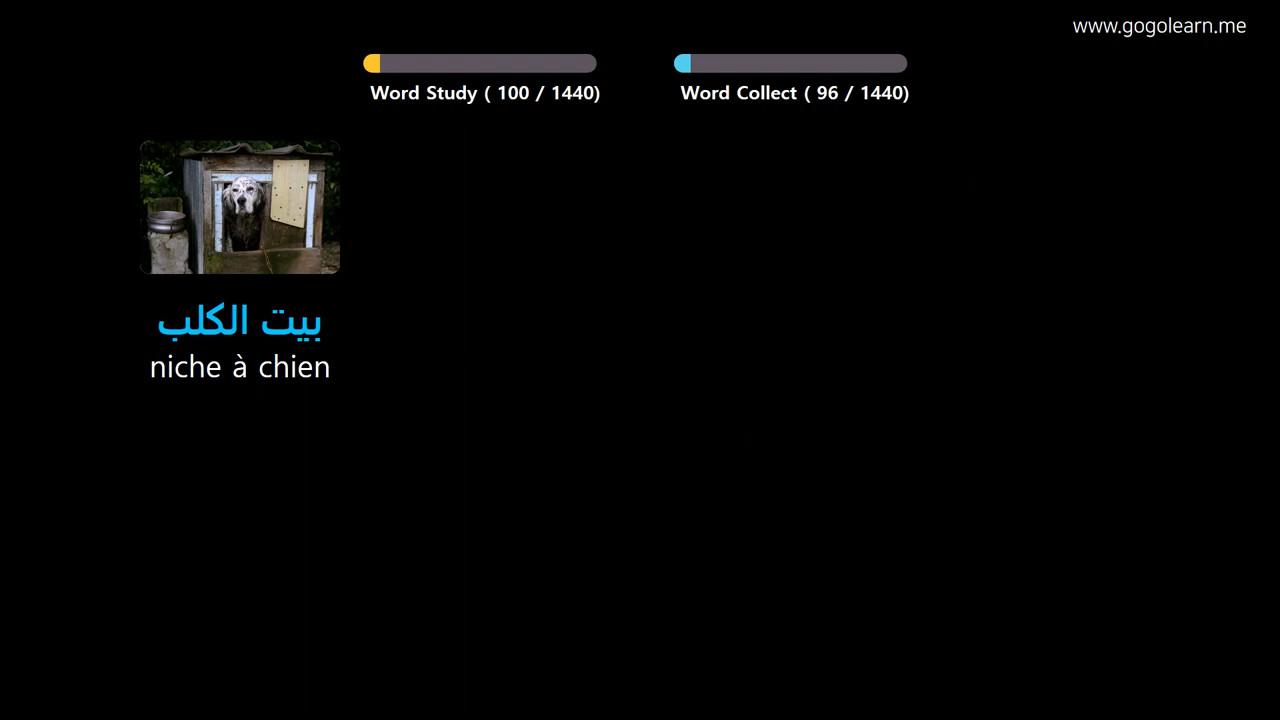 www.gogolearn.me
Word Study ( 100 / 1440)
Word Collect ( 96 / 1440)
بيت الكلب
niche à chien